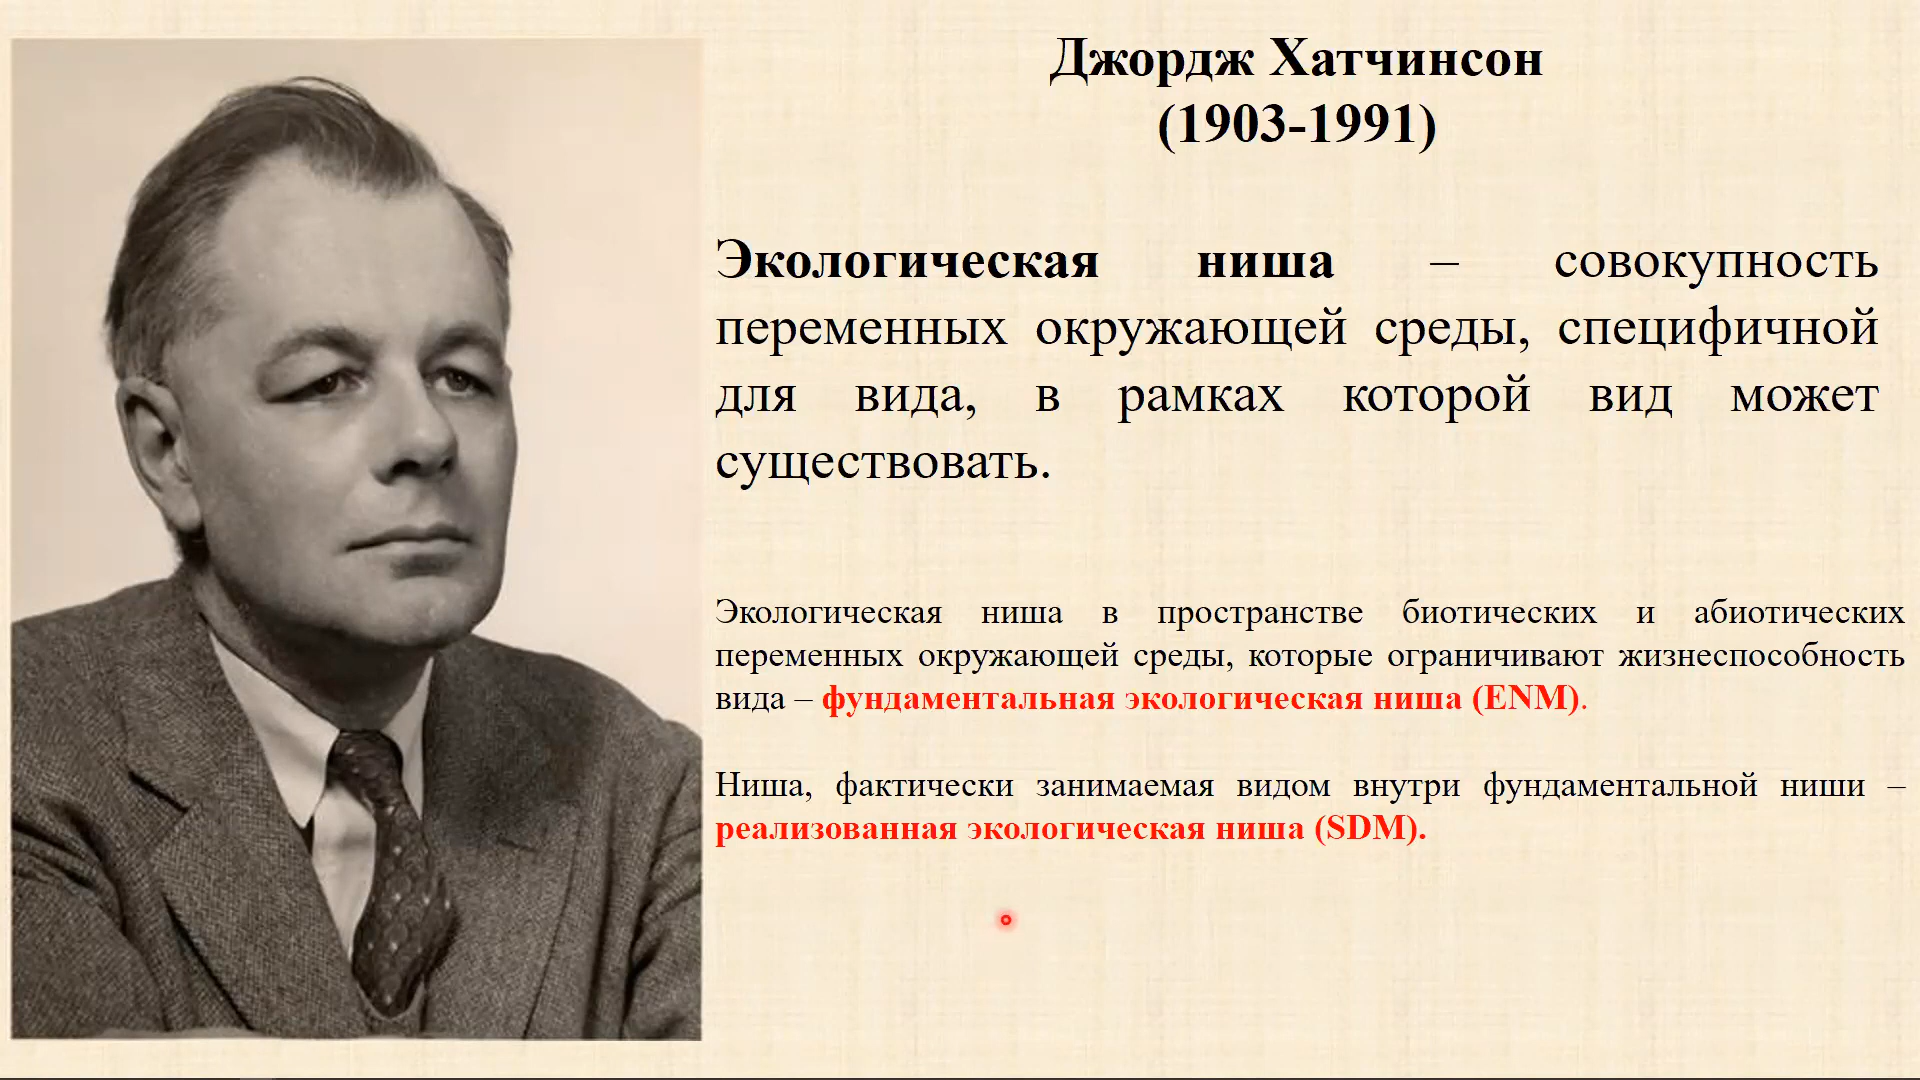 Джордж Хатчинсон
(1903-1991)
Экологическая ниша – совокупность
переменных окружающей среды, специфичной
для вида, в рамках которой вид может
существовать.
Экологическая ниша в пространстве биотических и абиотических
переменных окружающей среды, которые ограничивают жизнеспособность
вида – фундаментальная экологическая ниша (ENM).
Ниша, фактически занимаемая видом внутри фундаментальной ниши –
реализованная экологическая ниша (SDM).